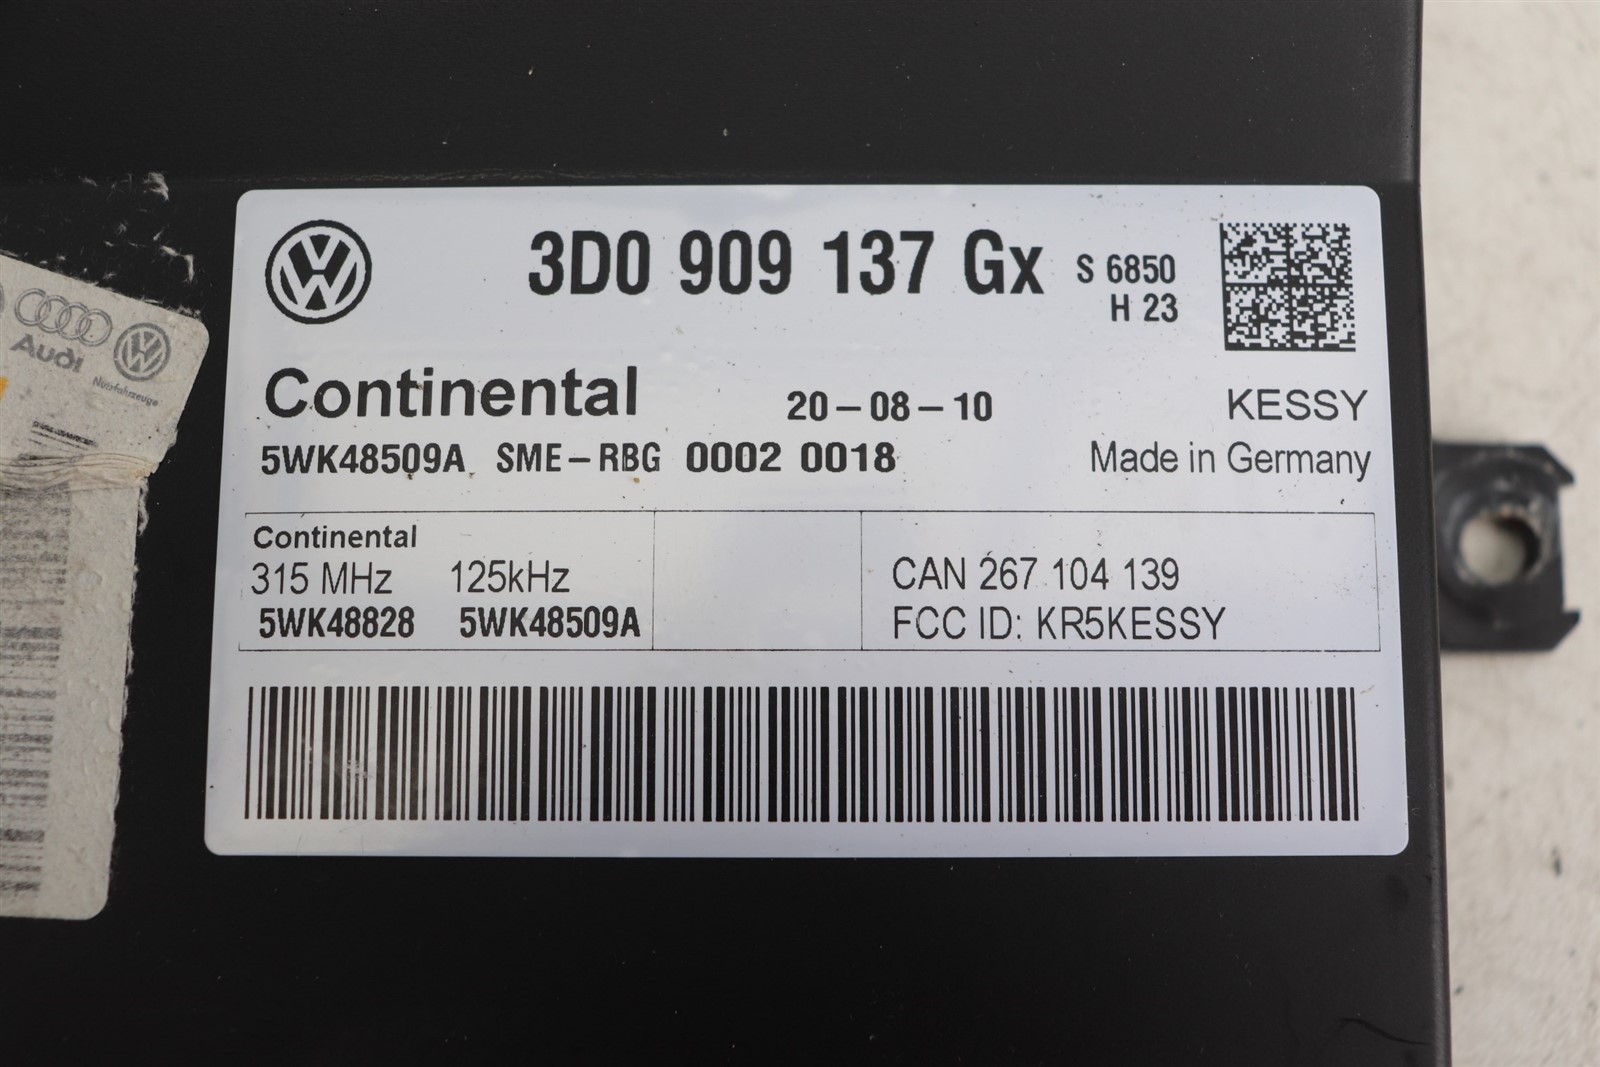 3D0 909 137 Gx
S 6850
H 23
Continental
20-08-10
KESSY
5WK48509A SME-RBG 0002 0018
Made in Germany
Continental
315 MHz 125kHz
5WK48828 5WK48509A
CAN 267 104 139
FCC ID: KR5KESSY
Audi
Nutzfahrzeuge